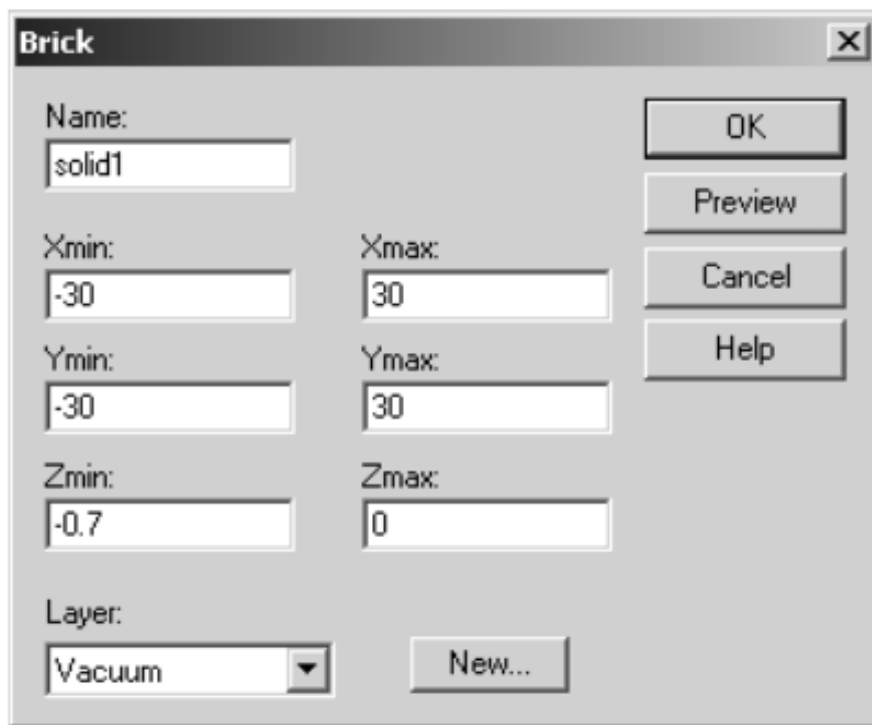 Brick
Name:
solid1
OK
Preview
Xmin:
Xmax:
-30
30
Cancel
Help
Ymin:
Ymax:
-30
30
Zmin:
Zmax:
-0.7
0
Layer:
Vacuum
New...